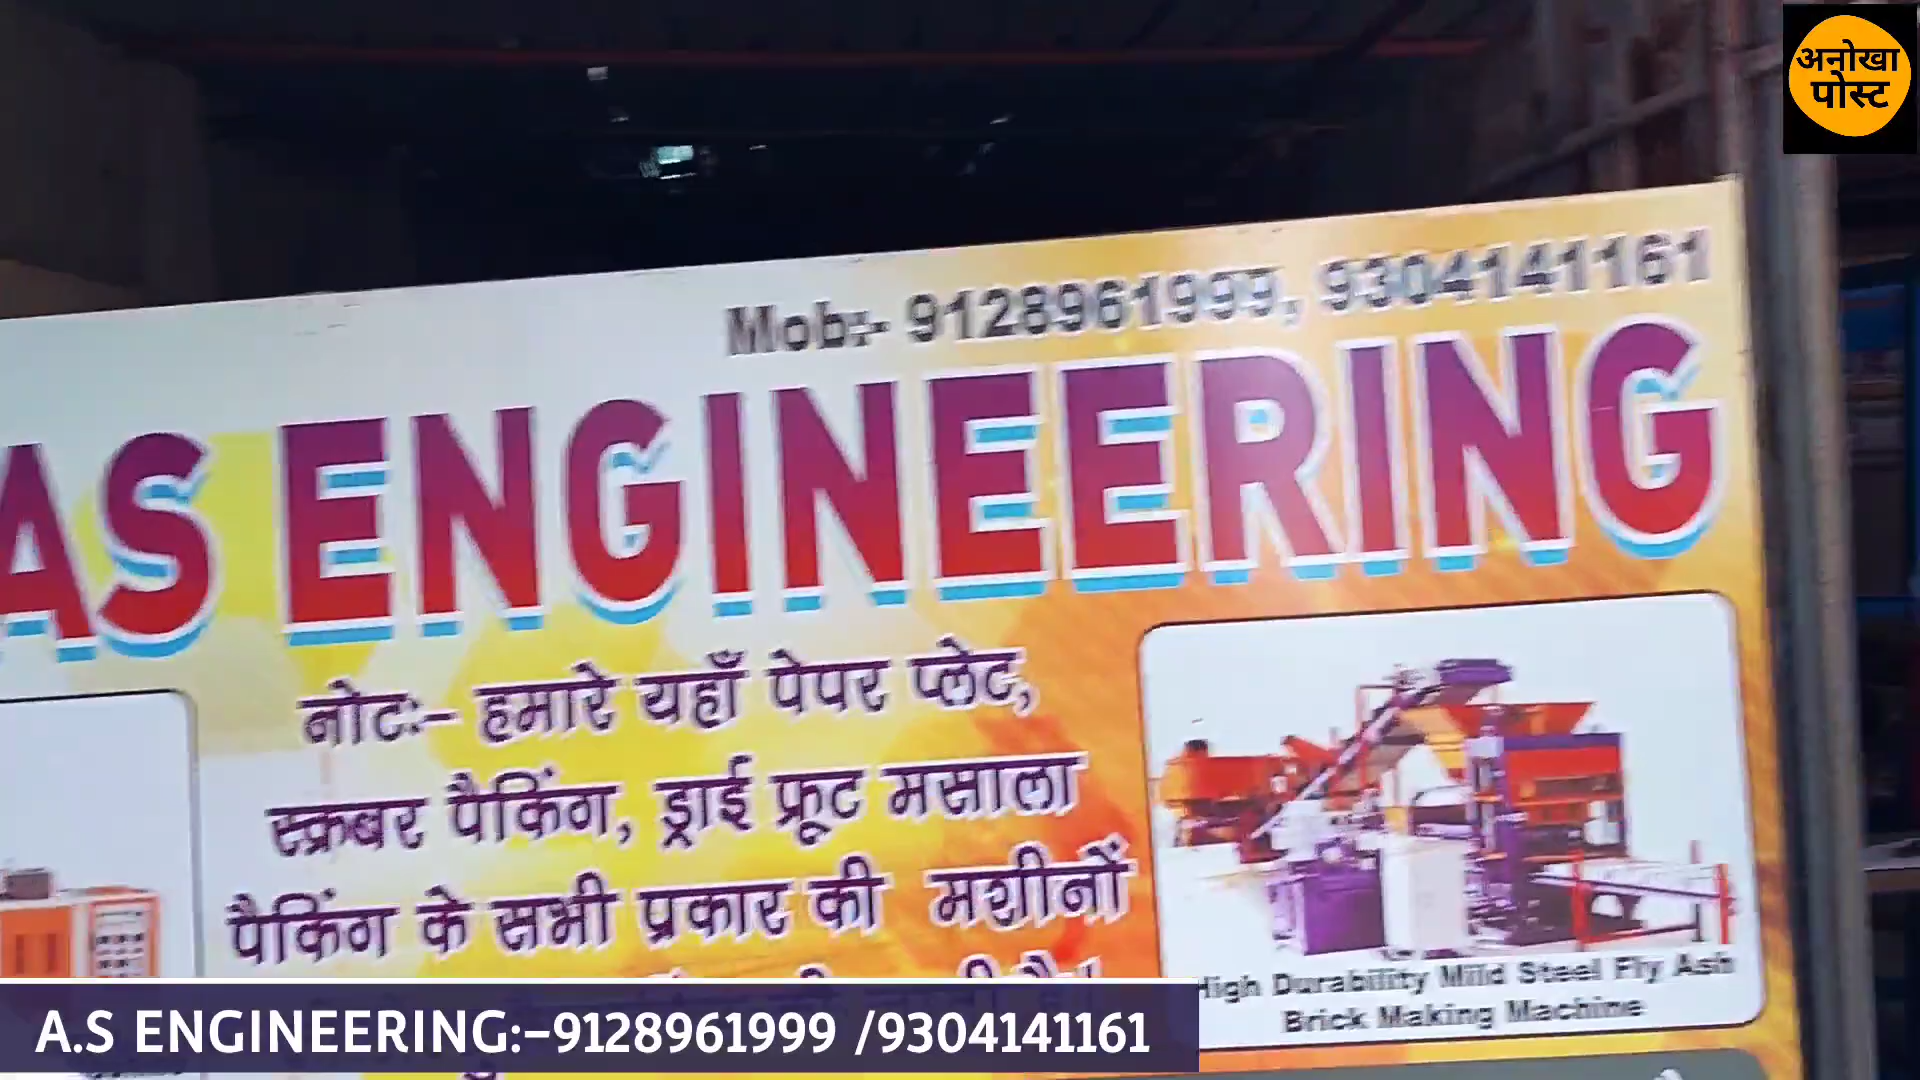 अनोखा
पोस्ट
Mob:- 9128961999, 9304141161
AS ENGINEERING
नोटः- हमारे यहाँ पेपर प्लेट,
स्क्रबर पैकिंग, ड्राई फ्रूट मसाला
पैकिंग के सभी प्रकार की मशीनों
High Durability Mild Steel Fly Ash
Brick Making Machine
A.S ENGINEERING:-9128961999 /9304141161